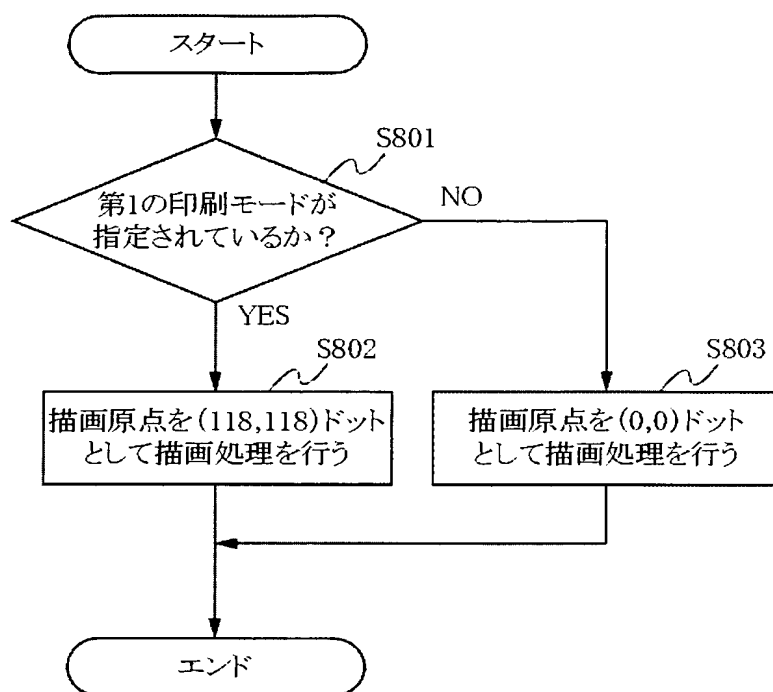 スタート
S801
第1の印刷モードが
指定されているか？
NO
YES
S802
描画原点を(118,118)ドット
として描画処理を行う
S803
描画原点を(0,0)ドット
として描画処理を行う
エンド